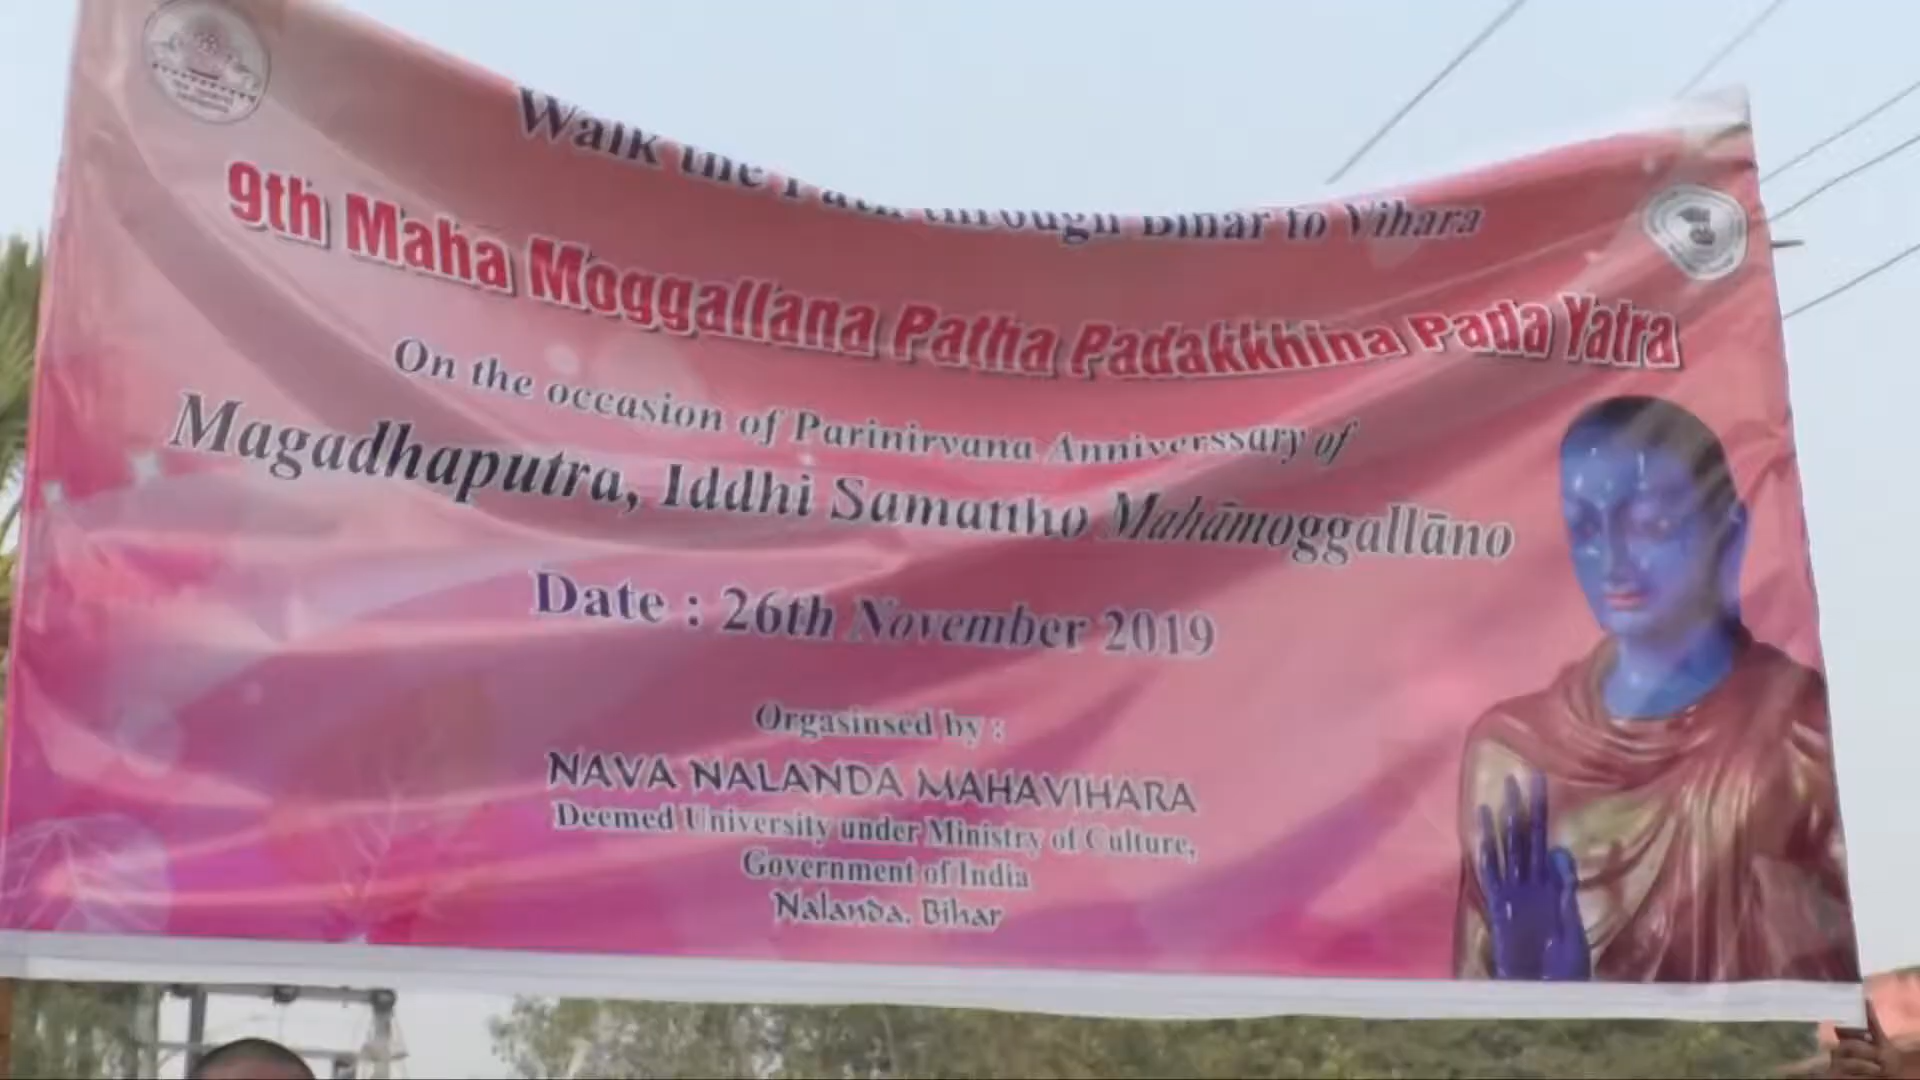 Walk the Path through Bihar to Vihara
9th Maha Moggallana Patha Padakkhina Pada Yatra
On the occasion of Parinirvana Anniverssary of
Magadhaputra, Iddhi Samattho Mahāmoggallāno
Date : 26th November 2019
Orgasinsed by :
NAVA NALANDA MAHAVIHARA
Deemed University under Ministry of Culture,
Government of India
Nalanda, Bihar